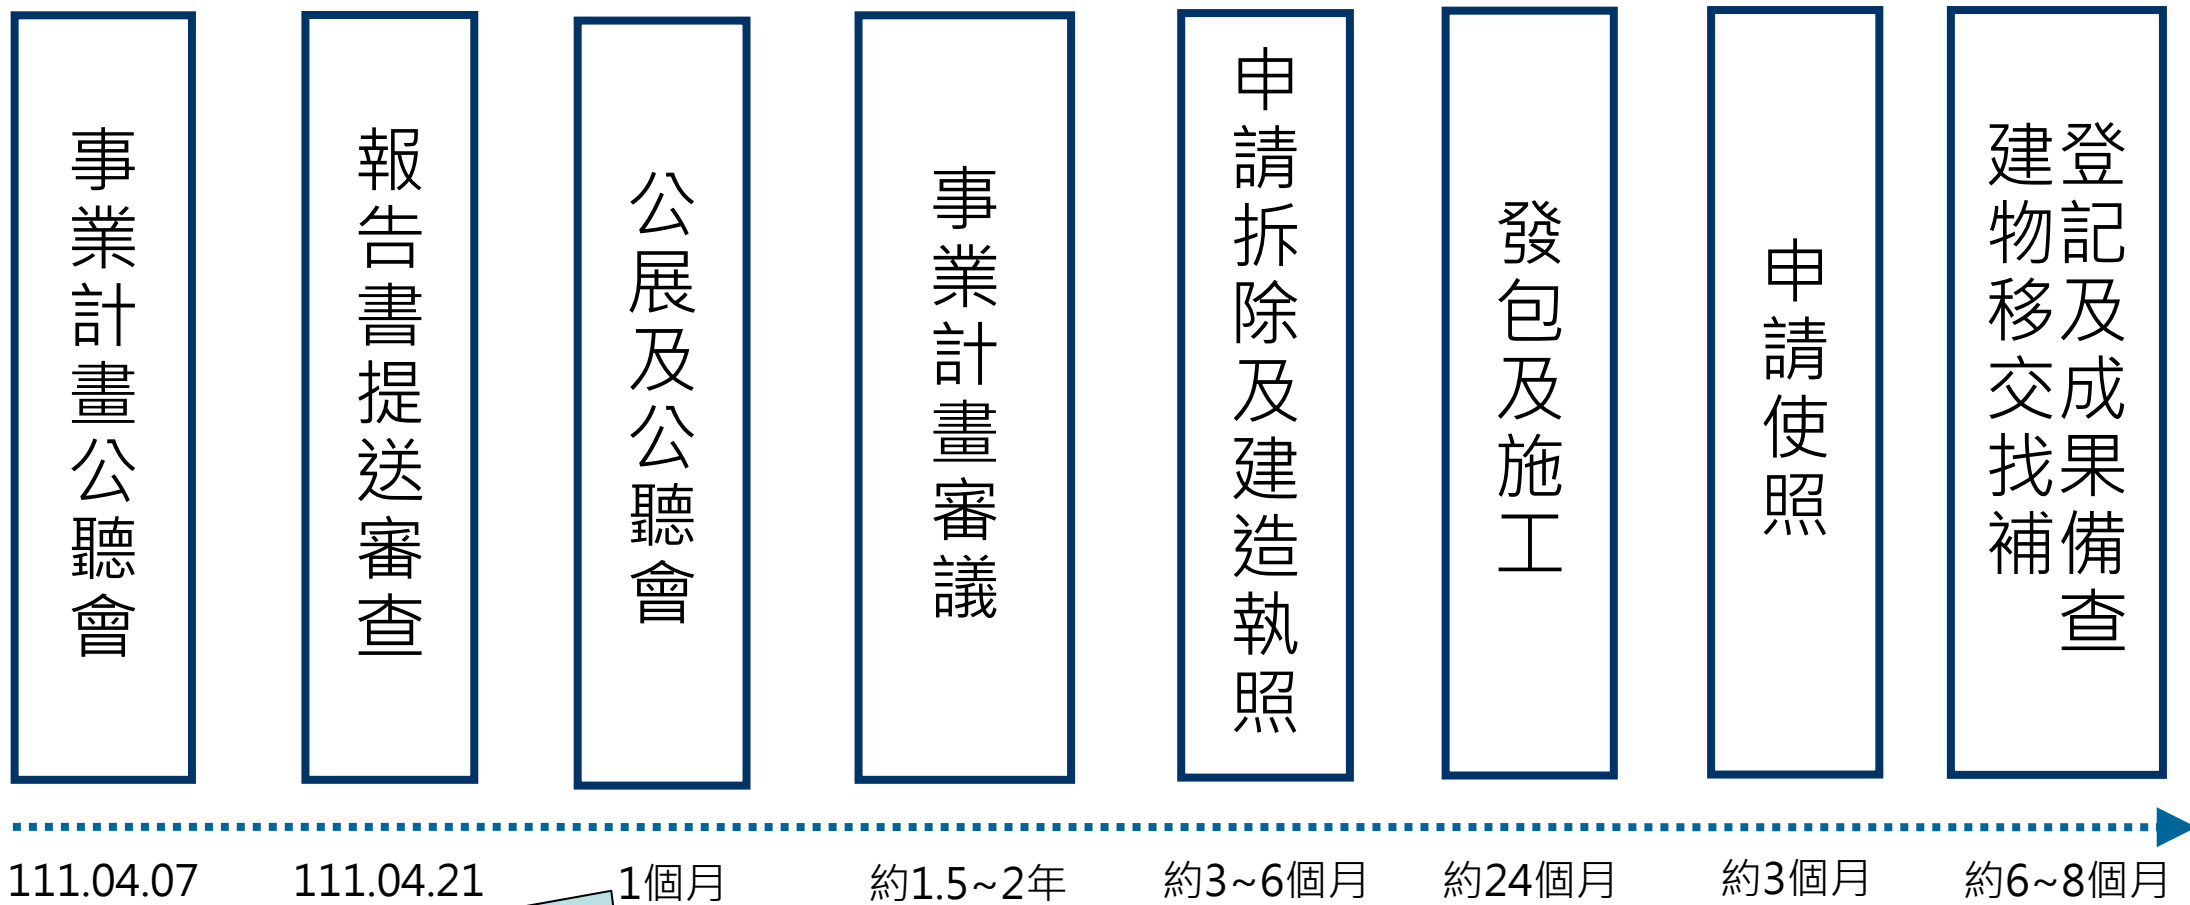 事業計畫公聽會
報告書提送審查
公展及公聽會
事業計畫審議
申請拆除及建造執照
發包及施工
申請使照
登記及成果備查
建物移交找補
111.04.07
111.04.21
1個月
約1.5~2年
約3~6個月
約24個月
約3個月
約6~8個月